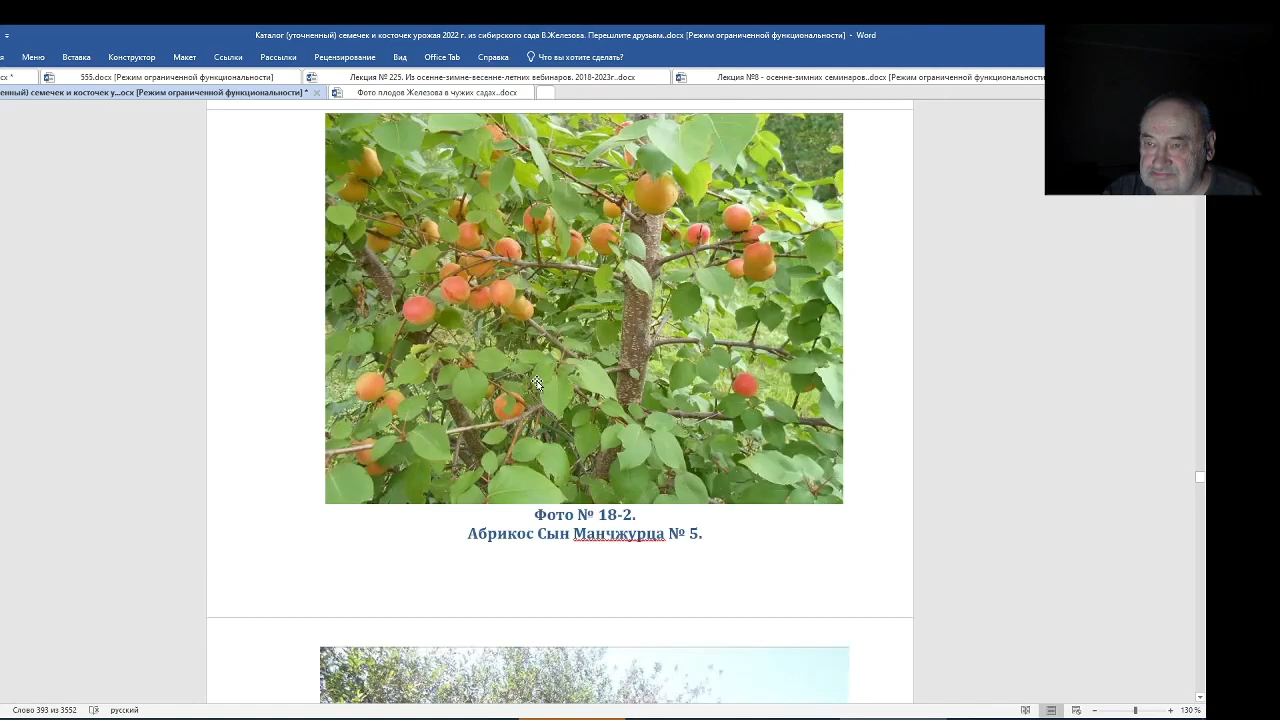 Каталог (уточненный) семечек и косточек урожая 2022 г. из сибирского сада В.Железова. Перешлите друзьям..docx [Режим ограниченной функциональности] - Word
Меню Вставка Конструктор Макет Ссылки Рассылки Рецензирование Вид Office Tab Справка Что вы хотите сделать?
ocx * 555.docx [Режим ограниченной функциональности] Лекция № 225. Из осенне-зимне-весенне-летних вебинаров. 2018-2023г..docx Лекция №8 - осенне-зимних семинаров..docx [Режим ограниченной функциональности]
енный) семечек и косточек у...ocx [Режим ограниченной функциональности] * Фото плодов Железова в чужих садах..docx
Фото № 18-2.
Абрикос Сын Манчжурца № 5.
Слово 393 из 3552 русский 130 %